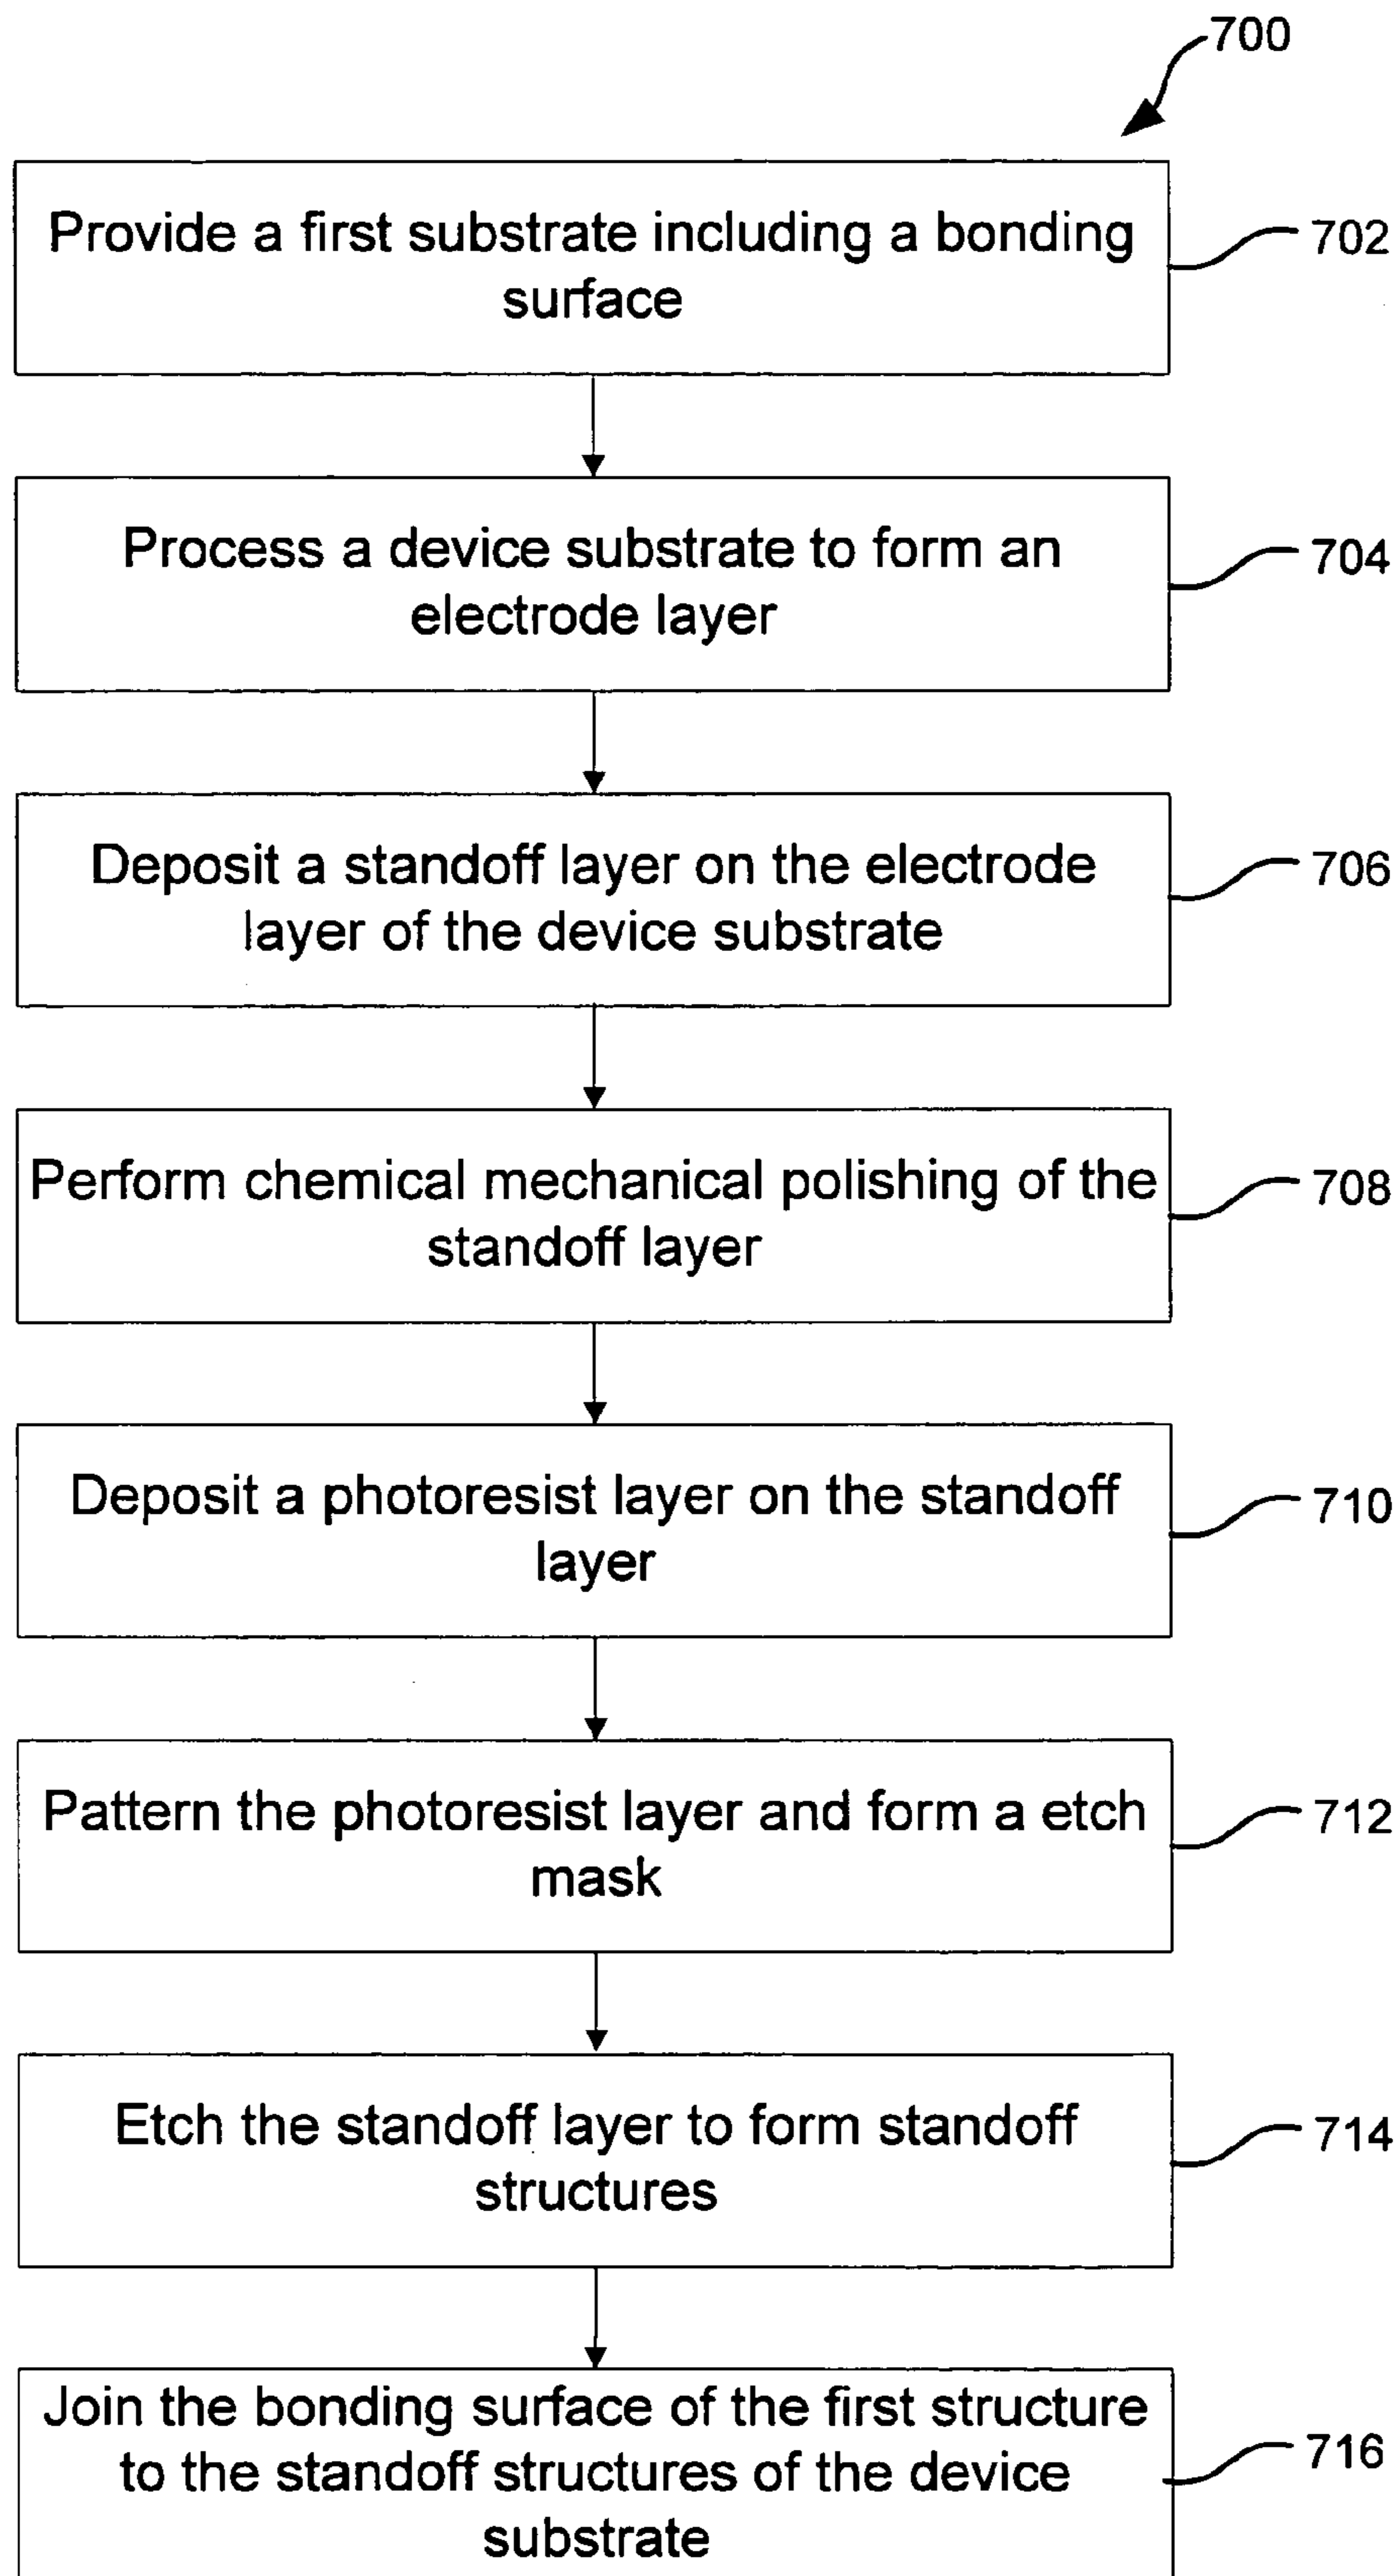 700
Provide a first substrate including a bonding
surface
702
Process a device substrate to form an
electrode layer
704
Deposit a standoff layer on the electrode
layer of the device substrate
706
Perform chemical mechanical polishing of the
standoff layer
708
Deposit a photoresist layer on the standoff
layer
710
Pattern the photoresist layer and form a etch
mask
712
Etch the standoff layer to form standoff
structures
714
Join the bonding surface of the first structure
to the standoff structures of the device
substrate
716